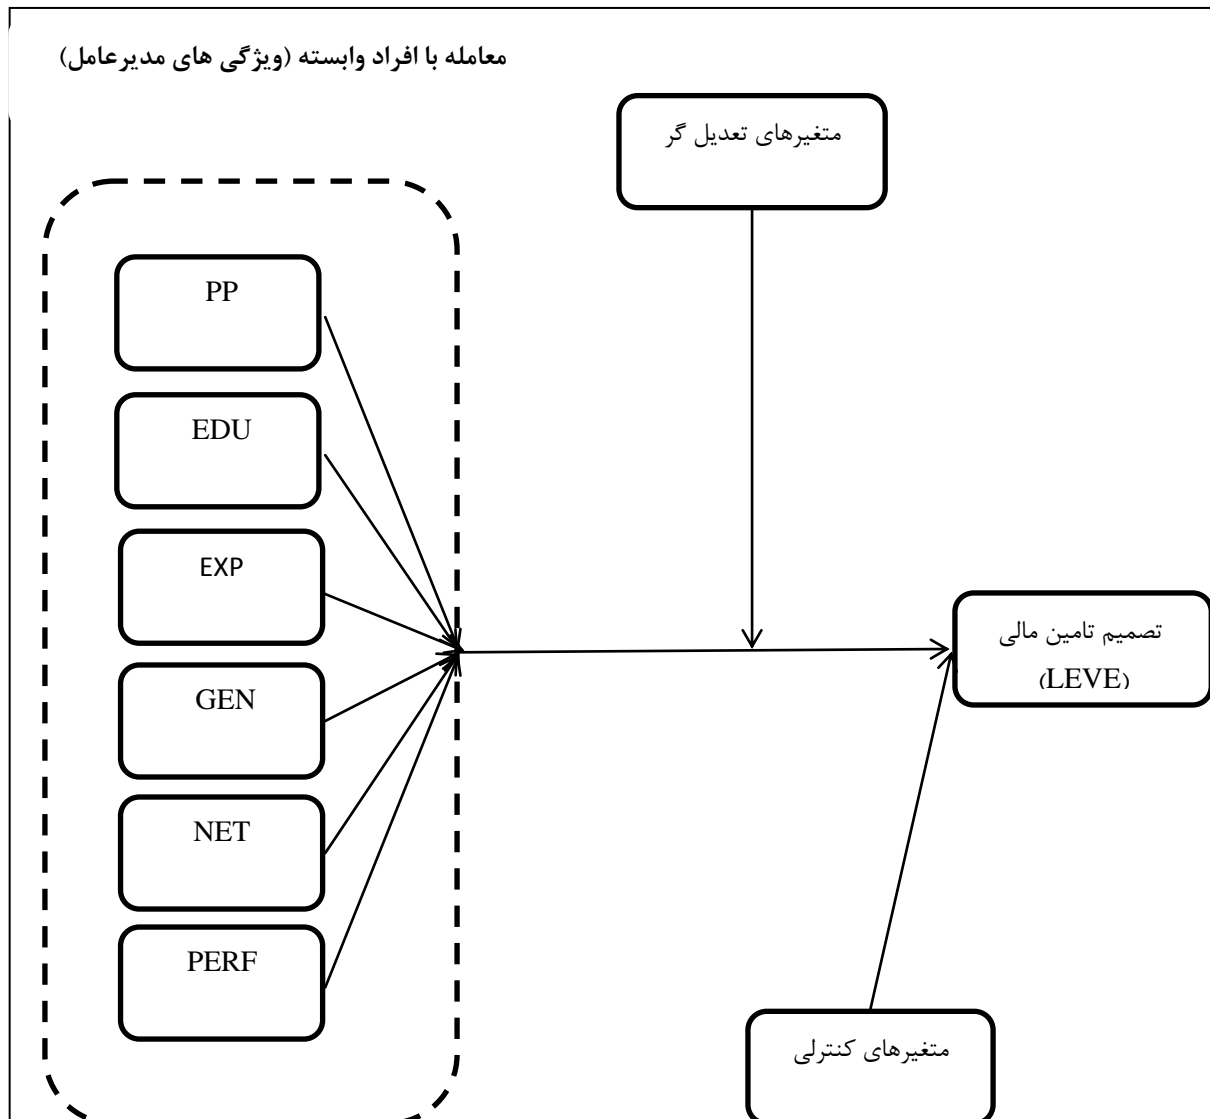 معامله با افراد وابسته (ویژگی های مدیرعامل)
متغیرهای تعدیل گر
PP
EDU
EXP
GEN
NET
PERF
تصمیم تامین مالی
(LEVE)
متغیرهای کنترلی